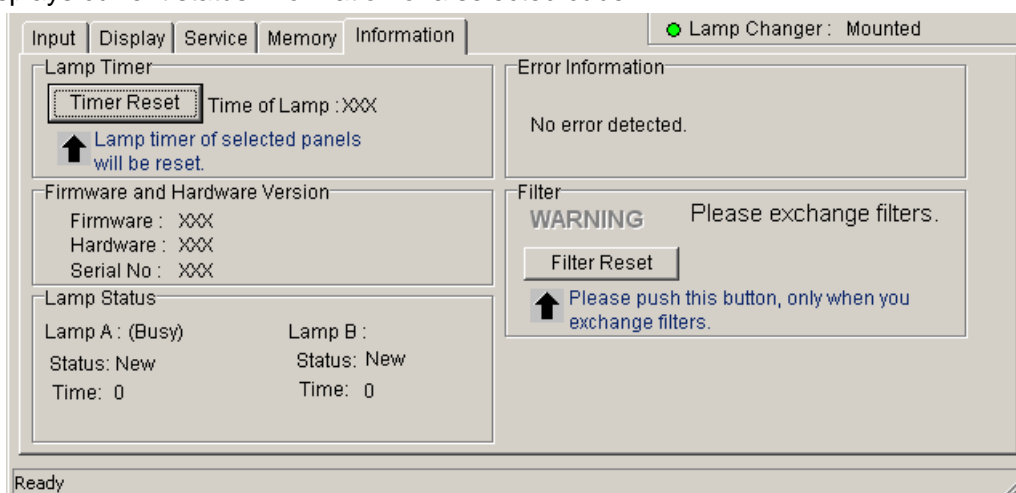 Input Display Service Memory Information
Lamp Changer : Mounted
Lamp Timer
Timer Reset Time of Lamp : XXX
Lamp timer of selected panels
will be reset.
Firmware and Hardware Version
Firmware : XXX
Hardware : XXX
Serial No : XXX
Lamp Status
Lamp A : (Busy) Lamp B :
Status: New Status: New
Time: 0 Time: 0
Error Information
No error detected.
Filter
WARNING Please exchange filters.
Filter Reset
Please push this button, only when you
exchange filters.
Ready